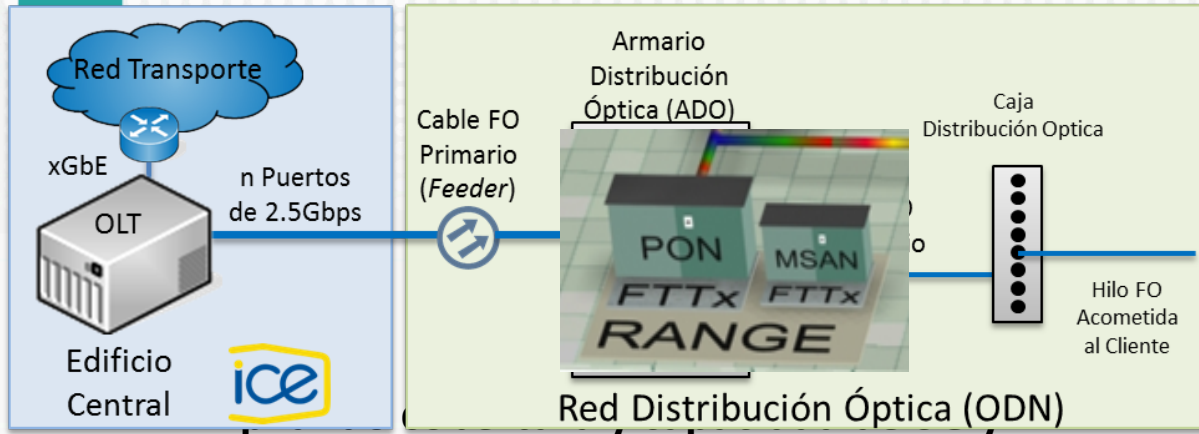 Red Transporte
xGbE
OLT
n Puertos
de 2.5Gbps
Edificio
Central
ice
Cable FO
Primario
(Feeder)
Armario
Distribución
Óptica (ADO)
PON
FTTx
MSAN
FTTx
RANGE
Caja
Distribución Optica
Hilo FO
Acometida
al Cliente
Red Distribución Óptica (ODN)